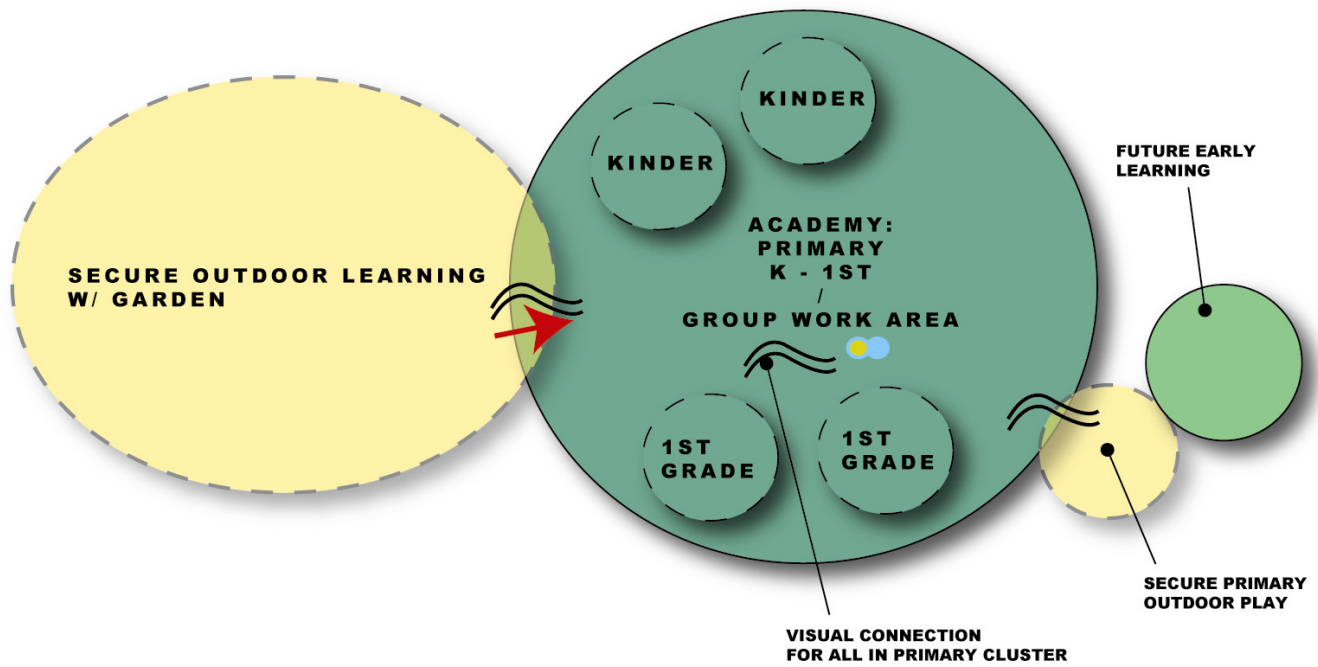 KINDER
KINDER
FUTURE EARLY
LEARNING
ACADEMY:
PRIMARY
K - 1ST
/
GROUP WORK AREA
SECURE OUTDOOR LEARNING
W/ GARDEN
1ST
GRADE
1ST
GRADE
SECURE PRIMARY
OUTDOOR PLAY
VISUAL CONNECTION
FOR ALL IN PRIMARY CLUSTER